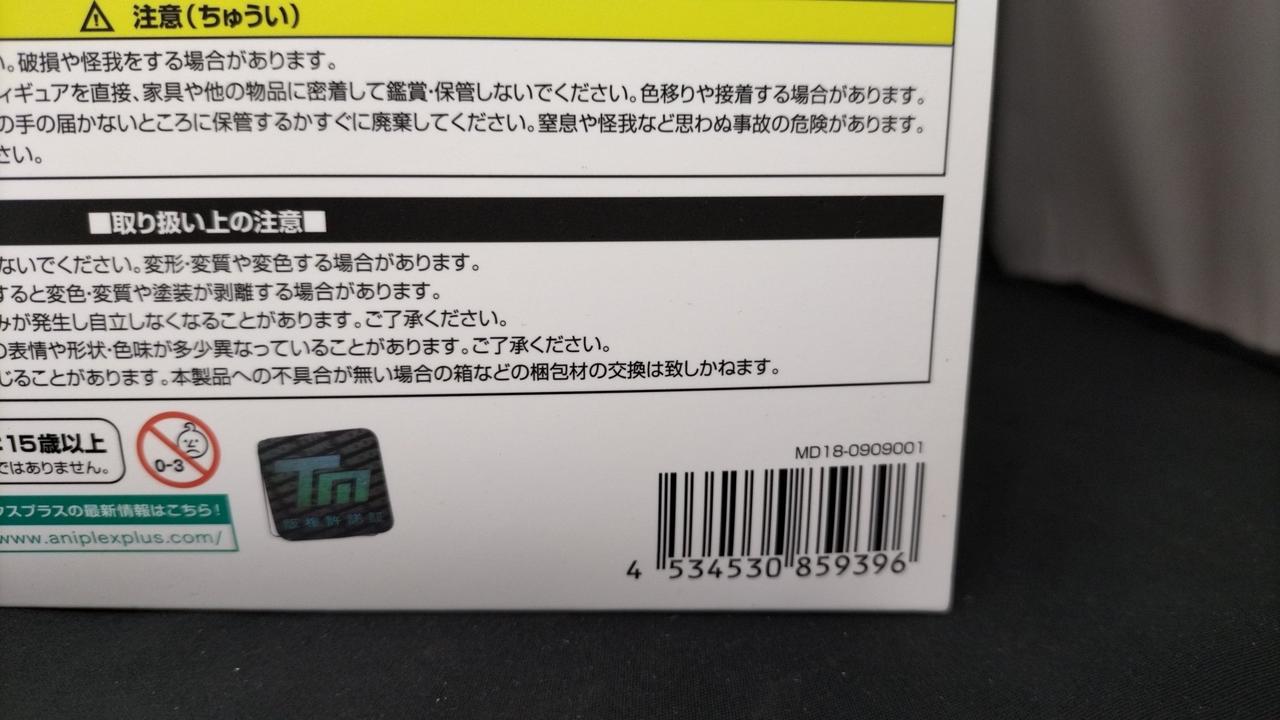 注意(ちゅうい)
い。破損や怪我をする場合があります。
ィギュアを直接、家具や他の物品に密着して鑑賞・保管しないでください。色移りや接着する場合があります。
の手の届かないところに保管するかすぐに廃棄してください。窒息や怪我など思わぬ事故の危険があります。
さい。
■取り扱い上の注意■
ないでください。変形・変質や変色する場合があります。
すると変色・変質や塗装が剥離する場合があります。
みが発生し自立しなくなることがあります。ご了承ください。
の表情や形状・色味が多少異なっていることがあります。ご了承ください。
じることがあります。本製品への不具合が無い場合の箱などの梱包材の交換は致しかねます。
は15歳以上
ではありません。
0-3
TM
版権許諾証
クスプラスの最新情報はこちら!
www.aniplexplus.com/
MD18-0909001
4 534530 859396